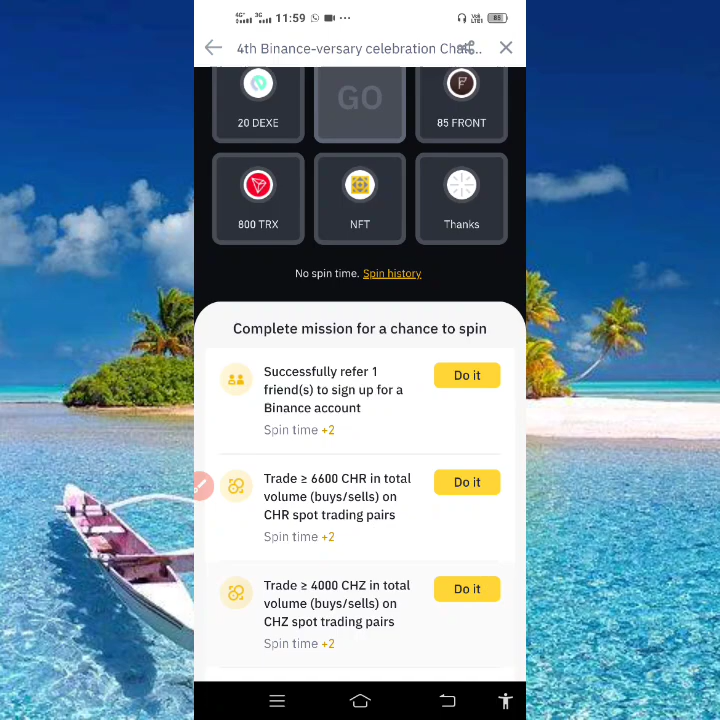 4G+ 3G 11:59 VoLTE1 85
4th Binance-versary celebration Cha...
20 DEXE GO 85 FRONT
800 TRX NFT Thanks
No spin time. Spin history
Complete mission for a chance to spin
Successfully refer 1
friend(s) to sign up for a
Binance account
Do it
Spin time +2
Trade ≥ 6600 CHR in total
volume (buys/sells) on
CHR spot trading pairs
Do it
Spin time +2
Trade ≥ 4000 CHZ in total
volume (buys/sells) on
CHZ spot trading pairs
Do it
Spin time +2